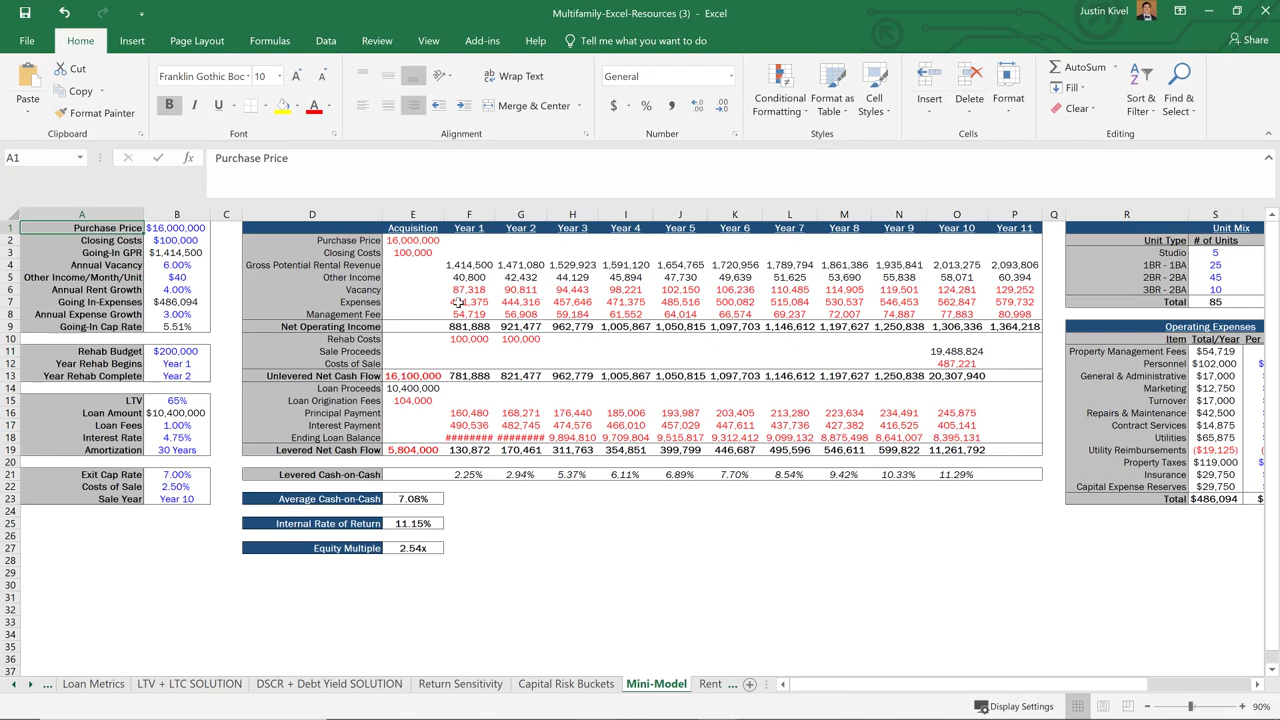 Multifamily-Excel-Resources (3) - Excel
Justin Kivel
File Home Insert Page Layout Formulas Data Review View Add-ins Help Tell me what you want to do Share
Paste Cut Copy Format Painter Clipboard
Franklin Gothic Boc 10 A A B I U A Font
Wrap Text Merge & Center Alignment
General $ % , Number
Conditional Formatting Format as Table Cell Styles Styles
Insert Delete Format Cells
AutoSum Fill Clear Sort & Filter Find & Select Editing
A1 fx Purchase Price
A B C D E F G H I J K L M N O P Q R S
1 Purchase Price $16,000,000 Acquisition Year 1 Year 2 Year 3 Year 4 Year 5 Year 6 Year 7 Year 8 Year 9 Year 10 Year 11 Unit Mix
2 Closing Costs $100,000 Purchase Price 16,000,000 Unit Type # of Units
3 Going-In GPR $1,414,500 Closing Costs 100,000 Studio 5
4 Annual Vacancy 6.00% Gross Potential Rental Revenue 1,414,500 1,471,080 1,529,923 1,591,120 1,654,765 1,720,956 1,789,794 1,861,386 1,935,841 2,013,275 2,093,806 1BR - 1BA 25
5 Other Income/Month/Unit $40 Other Income 40,800 42,432 44,129 45,894 47,730 49,639 51,625 53,690 55,838 58,071 60,394 2BR - 2BA 45
6 Annual Rent Growth 4.00% Vacancy 87,318 90,811 94,443 98,221 102,150 106,236 110,485 114,905 119,501 124,281 129,252 3BR - 2BA 10
7 Going In-Expenses $486,094 Expenses 431,375 444,316 457,646 471,375 485,516 500,082 515,084 530,537 546,453 562,847 579,732 Total 85
8 Annual Expense Growth 3.00% Management Fee 54,719 56,908 59,184 61,552 64,014 66,574 69,237 72,007 74,887 77,883 80,998
9 Going-In Cap Rate 5.51% Net Operating Income 881,888 921,477 962,779 1,005,867 1,050,815 1,097,703 1,146,612 1,197,627 1,250,838 1,306,336 1,364,218 Operating Expenses
10 Rehab Costs 100,000 100,000 Item Total/Year Per
11 Rehab Budget $200,000 Sale Proceeds 19,488,824 Property Management Fees $54,719
12 Year Rehab Begins Year 1 Costs of Sale 487,221 Personnel $102,000
13 Year Rehab Complete Year 2 Unlevered Net Cash Flow 16,100,000 781,888 821,477 962,779 1,005,867 1,050,815 1,097,703 1,146,612 1,197,627 1,250,838 20,307,940 General & Administrative $17,000
14 Loan Proceeds 10,400,000 Marketing $12,750
15 LTV 65% Loan Origination Fees 104,000 Turnover $17,000
16 Loan Amount $10,400,000 Principal Payment 160,480 168,271 176,440 185,006 193,987 203,405 213,280 223,634 234,491 245,875 Repairs & Maintenance $42,500
17 Loan Fees 1.00% Interest Payment 490,536 482,745 474,576 466,010 457,029 447,611 437,736 427,382 416,525 405,141 Contract Services $14,875
18 Interest Rate 4.75% Ending Loan Balance ######## ######## 9,894,810 9,709,804 9,515,817 9,312,412 9,099,132 8,875,498 8,641,007 8,395,131 Utilities $65,875
19 Amortization 30 Years Levered Net Cash Flow 5,804,000 130,872 170,461 311,763 354,851 399,799 446,687 495,596 546,611 599,822 11,261,792 Utility Reimbursements ($19,125)
20 Property Taxes $119,000
21 Exit Cap Rate 7.00% Levered Cash-on-Cash 2.25% 2.94% 5.37% 6.11% 6.89% 7.70% 8.54% 9.42% 10.33% 11.29% Insurance $29,750
22 Costs of Sale 2.50% Capital Expense Reserves $29,750
23 Sale Year Year 10 Average Cash-on-Cash 7.08% Total $486,094
24
25 Internal Rate of Return 11.15%
26
27 Equity Multiple 2.54x
28
29
30
31
32
33
34
35
36
37
... Loan Metrics LTV + LTC SOLUTION DSCR + Debt Yield SOLUTION Return Sensitivity Capital Risk Buckets Mini-Model Rent ...
Display Settings 90%